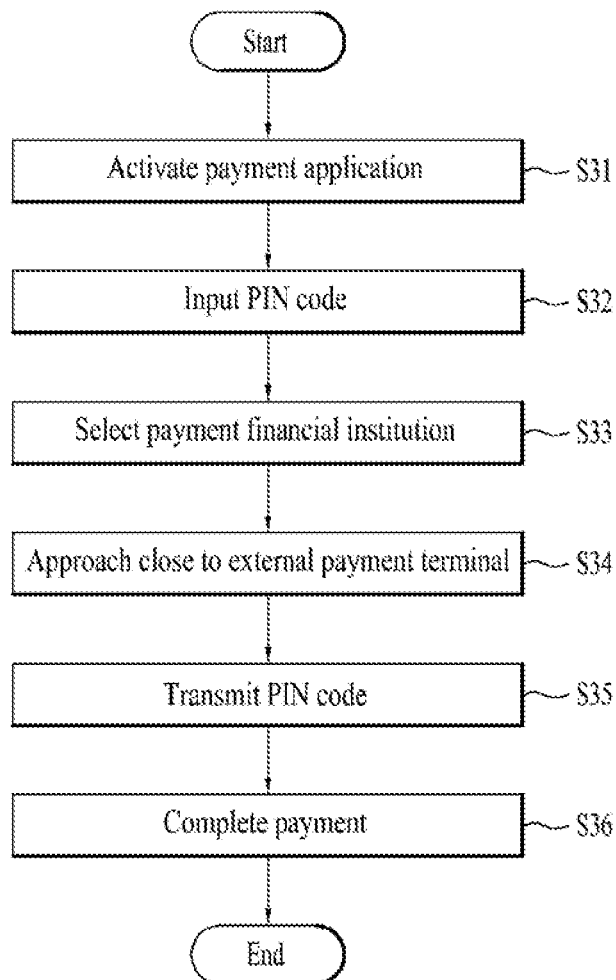 Start
Activate payment application
S31
Input PIN code
S32
Select payment financial institution
S33
Approach close to external payment terminal
S34
Transmit PIN code
S35
Complete payment
S36
End